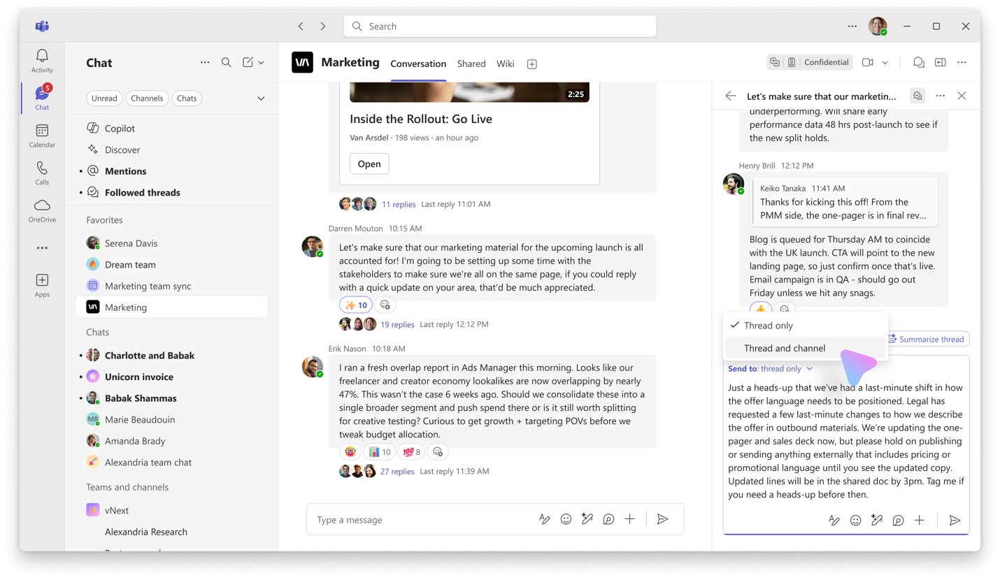 Search
Activity
5
Chat
Calendar
Calls
OneDrive
Apps
Chat
Unread
Channels
Chats
Copilot
Discover
Mentions
Followed threads
Favorites
Serena Davis
Dream team
Marketing team sync
VA Marketing
Chats
Charlotte and Babak
Unicorn invoice
Babak Shammas
MB Marie Beaudouin
Amanda Brady
Alexandria team chat
Teams and channels
vNext
Alexandria Research
VA Marketing
Conversation
Shared
Wiki
Confidential
2:25
Inside the Rollout: Go Live
Van Arsdel · 198 views · an hour ago
Open
11 replies Last reply 11:01 AM
Darren Mouton 10:15 AM
Let's make sure that our marketing material for the upcoming launch is all
accounted for! I'm going to be setting up some time with the
stakeholders to make sure we're all on the same page, if you could reply
with a quick update on your area, that'd be much appreciated.
10
19 replies Last reply 12:12 PM
Erik Nason 10:18 AM
I ran a fresh overlap report in Ads Manager this morning. Looks like our
freelancer and creator economy lookalikes are now overlapping by nearly
47%. This wasn't the case 6 weeks ago. Should we consolidate these into a
single broader segment and push spend there or is it still worth splitting
for creative testing? Curious to get growth + targeting POVs before we
tweak budget allocation.
10
100 8
27 replies Last reply 11:39 AM
Type a message
Let's make sure that our marketin...
underperforming. Will share early
performance data 48 hrs post-launch to see if
the new split holds.
Henry Brill 12:12 PM
Keiko Tanaka 11:41 AM
Thanks for kicking this off! From the
PMM side, the one-pager is in final rev...
Blog is queued for Thursday AM to coincide
with the UK launch. CTA will point to the new
landing page, so just confirm once that's live.
Email campaign is in QA - should go out
Friday unless we hit any snags.
Thread only
Thread and channel
Summarize thread
Send to: thread only
Just a heads-up that we've had a last-minute shift in how
the offer language needs to be positioned. Legal has
requested a few last-minute changes to how we describe
the offer in outbound materials. We're updating the one-
pager and sales deck now, but please hold on publishing
or sending anything externally that includes pricing or
promotional language until you see the updated copy.
Updated lines will be in the shared doc by 3pm. Tag me if
you need a heads-up before then.